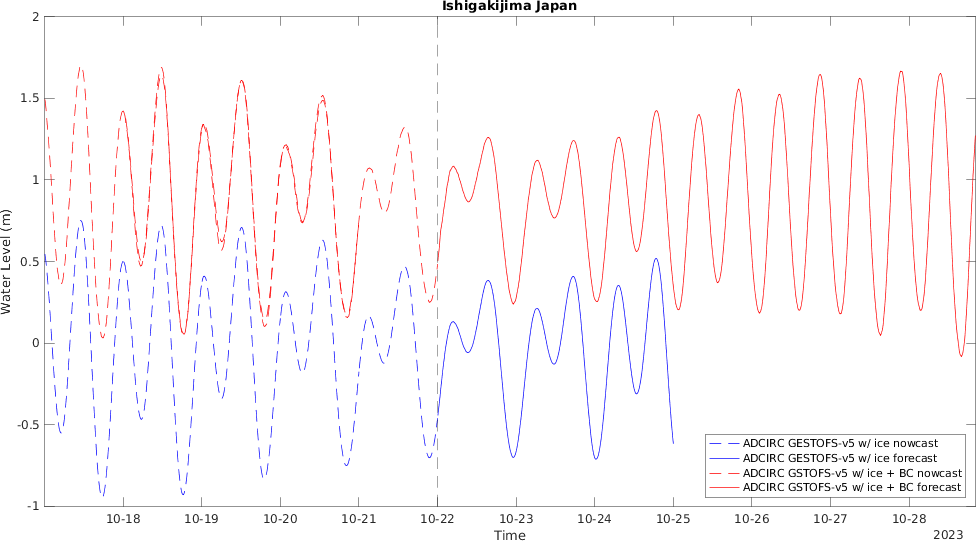 Ishigakijima Japan
Water Level (m)
2
1.5
1
0.5
0
-0.5
-1
ADCIRC GESTOFS-v5 w/ ice nowcast
ADCIRC GESTOFS-v5 w/ ice forecast
ADCIRC GSTOFS-v5 w/ice + BC nowcast
ADCIRC GSTOFS-v5 w/ice + BC forecast
10-18 10-19 10-20 10-21 10-22 10-23 10-24 10-25 10-26 10-27 10-28
Time
2023